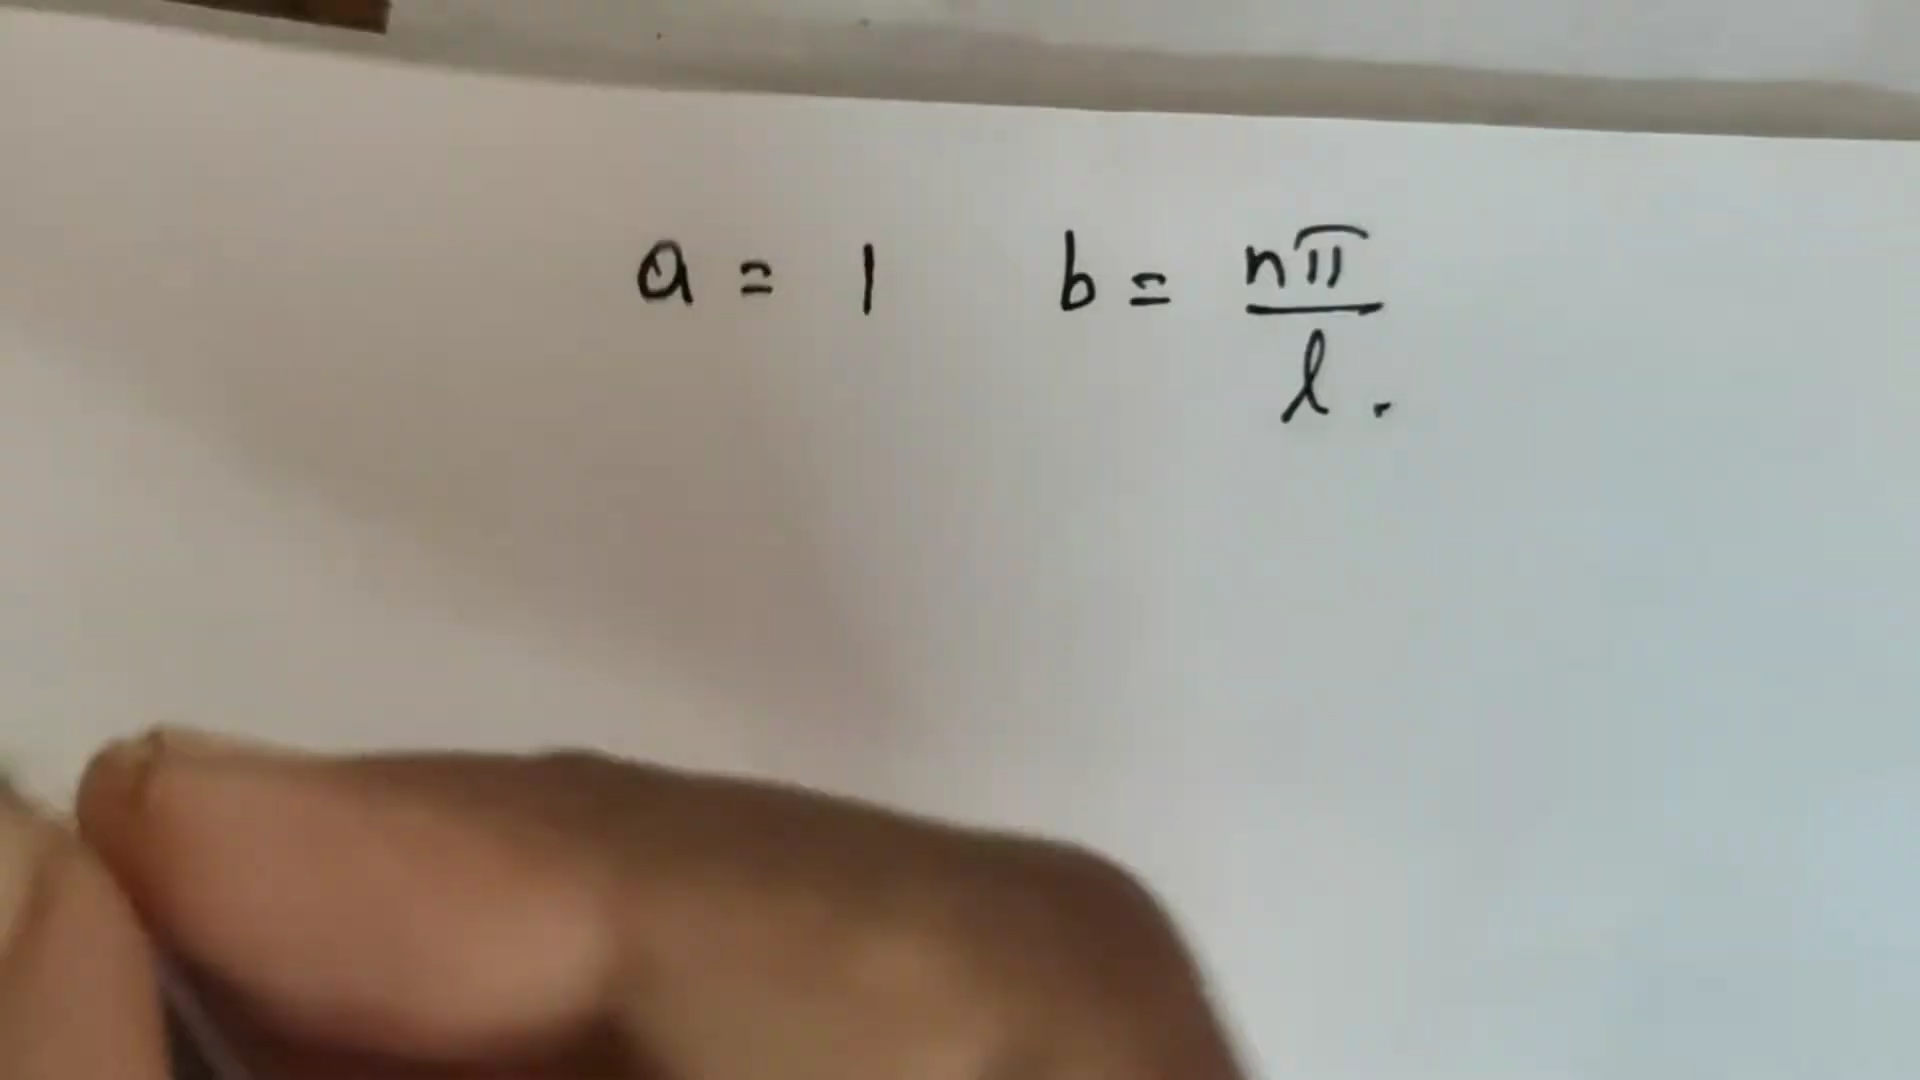 a = 1 b = nπ/l.